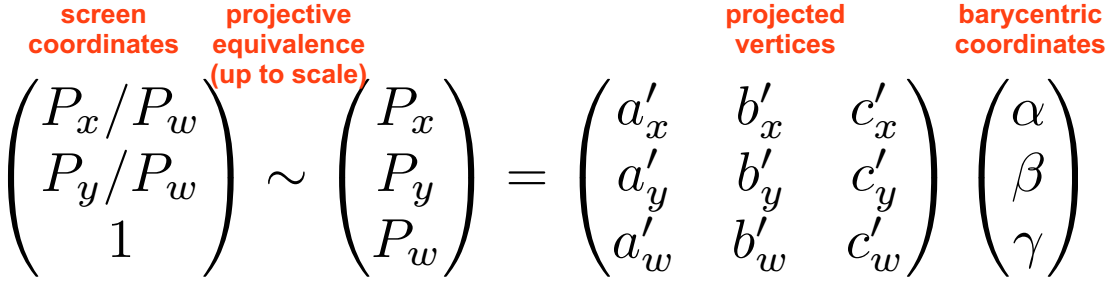 screen
coordinates
projective
equivalence
(up to scale)
projected
vertices
barycentric
coordinates
P_x/P_w P_x a′_x b′_x c′_x α
P_y/P_w ∼ P_y = a′_y b′_y c′_y β
1 P_w a′_w b′_w c′_w γ